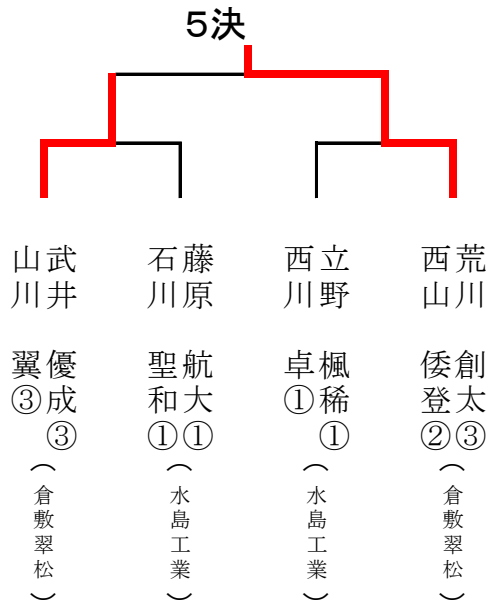 5決
荒川 創太③
西山 倭登②
(倉敷翠松)
立野 楓稀①
西川 卓①
(水島工業)
藤原 航大①
石川 聖和①
(水島工業)
武井 優成③
山川 翼③
(倉敷翠松)